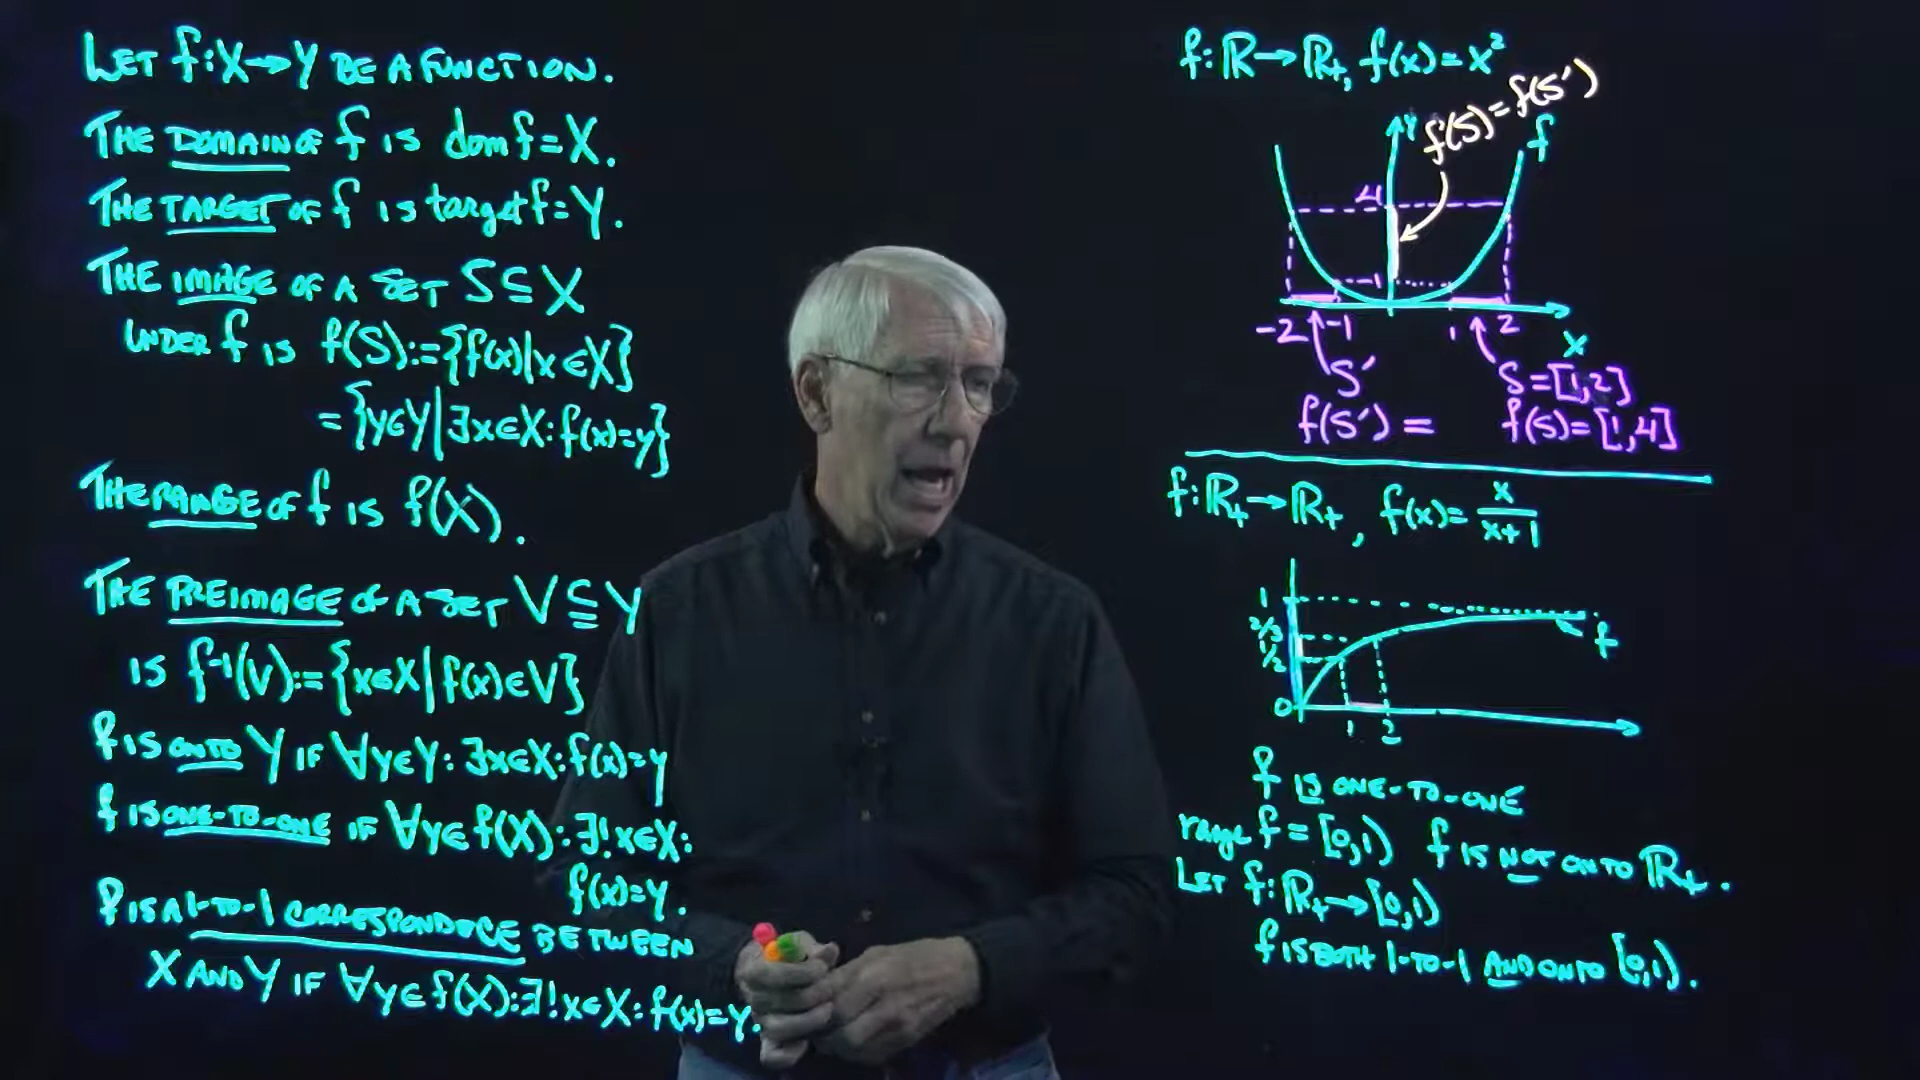 LET f:X→Y BE A FUNCTION.
THE DOMAIN OF f IS dom f=X.
THE TARGET OF f IS target f=Y.
THE IMAGE OF A SET S⊆X
UNDER f IS f(S):={f(x)|x∈X}
={y∈Y|∃x∈X:f(x)=y}
THE RANGE OF f IS f(X).
THE PREIMAGE OF A SET V⊆Y
IS f⁻¹(V):={x∈X|f(x)∈V}
f IS ONTO Y IF ∀y∈Y:∃x∈X:f(x)=y
f IS ONE-TO-ONE IF ∀y∈f(X):∃!x∈X:
f(x)=y.
f IS A 1-TO-1 CORRESPONDECE BETWEEN
X AND Y IF ∀y∈f(X):∃!x∈X:f(x)=y.
f:ℝ→ℝ₊, f(x)=x²
f(S)=f(S′)
y
f
4
1
-2 -1 1 2
x
S′
S=[1,2]
f(S′)= f(S)=[1,4]
f:ℝ₊→ℝ₊, f(x)=x/(x+1)
1
2/3
1/2
f
0
1 2
f IS ONE-TO-ONE
range f=[0,1) f IS NOT ONTO ℝ₊.
LET f:ℝ₊→[0,1)
f IS BOTH 1-TO-1 AND ONTO [0,1).